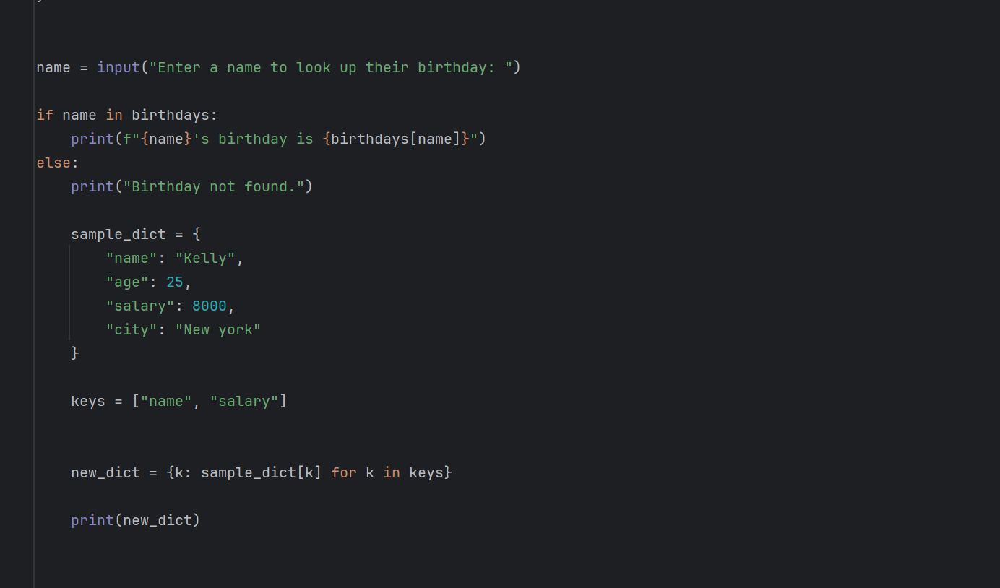 name = input("Enter a name to look up their birthday: ")
if name in birthdays:
    print(f"{name}'s birthday is {birthdays[name]}")
else:
    print("Birthday not found.")
    sample_dict = {
        "name": "Kelly",
        "age": 25,
        "salary": 8000,
        "city": "New york"
    }
    keys = ["name", "salary"]
    new_dict = {k: sample_dict[k] for k in keys}
    print(new_dict)